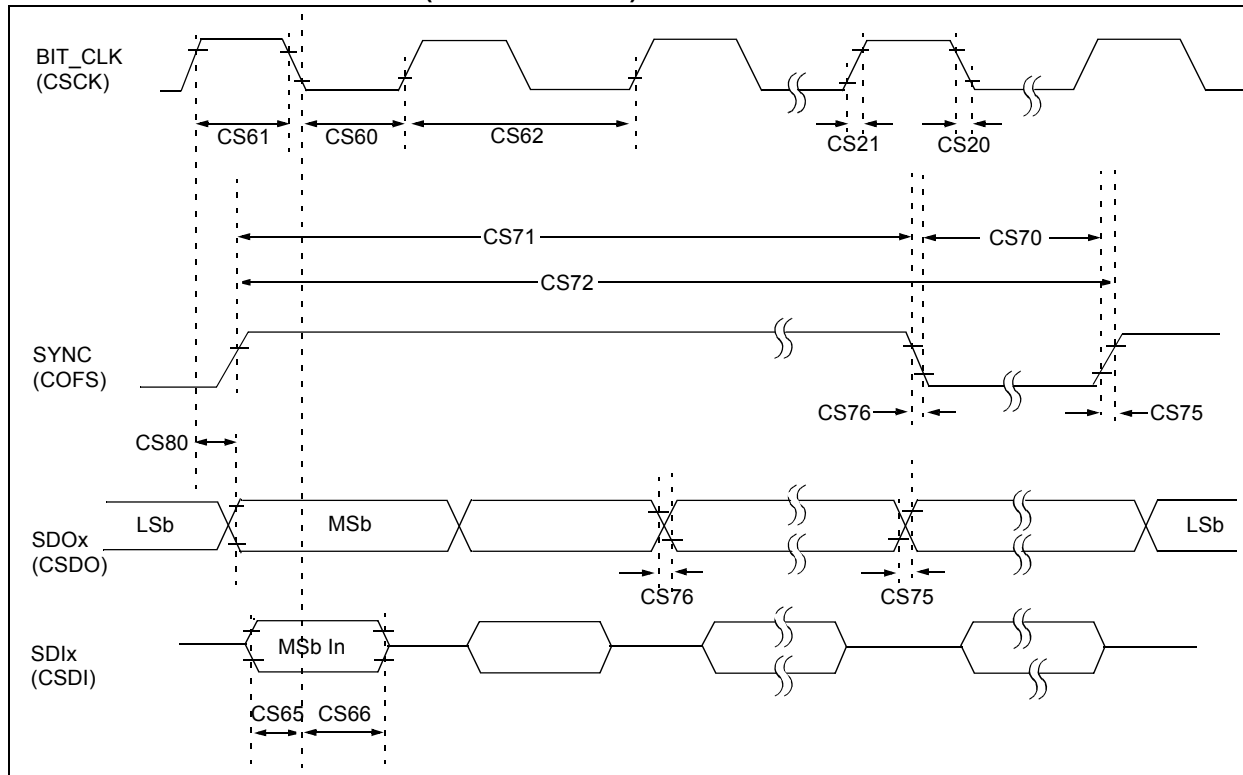 BIT_CLK
(CSCK)
CS61
CS60
CS62
CS21
CS20
CS71
CS70
CS72
SYNC
(COFS)
CS76
CS75
CS80
LSb
MSb
LSb
SDOx
(CSDO)
CS76
CS75
MSb In
SDIx
(CSDI)
CS65
CS66